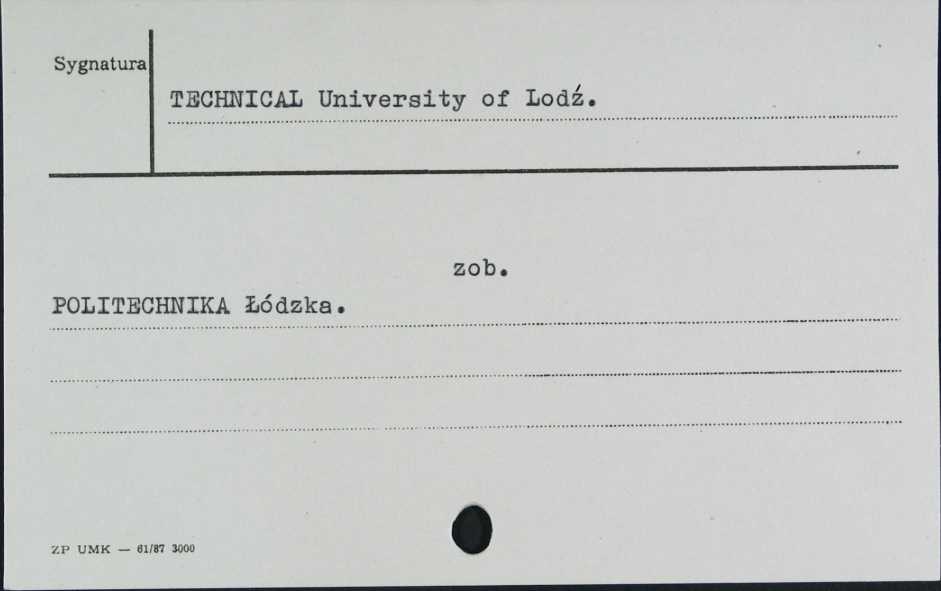 Sygnatura
TECHNICAL University of Lodź.
zob.
POLITECHNIKA Łódzka.
ZP UMK — 61/87 3000